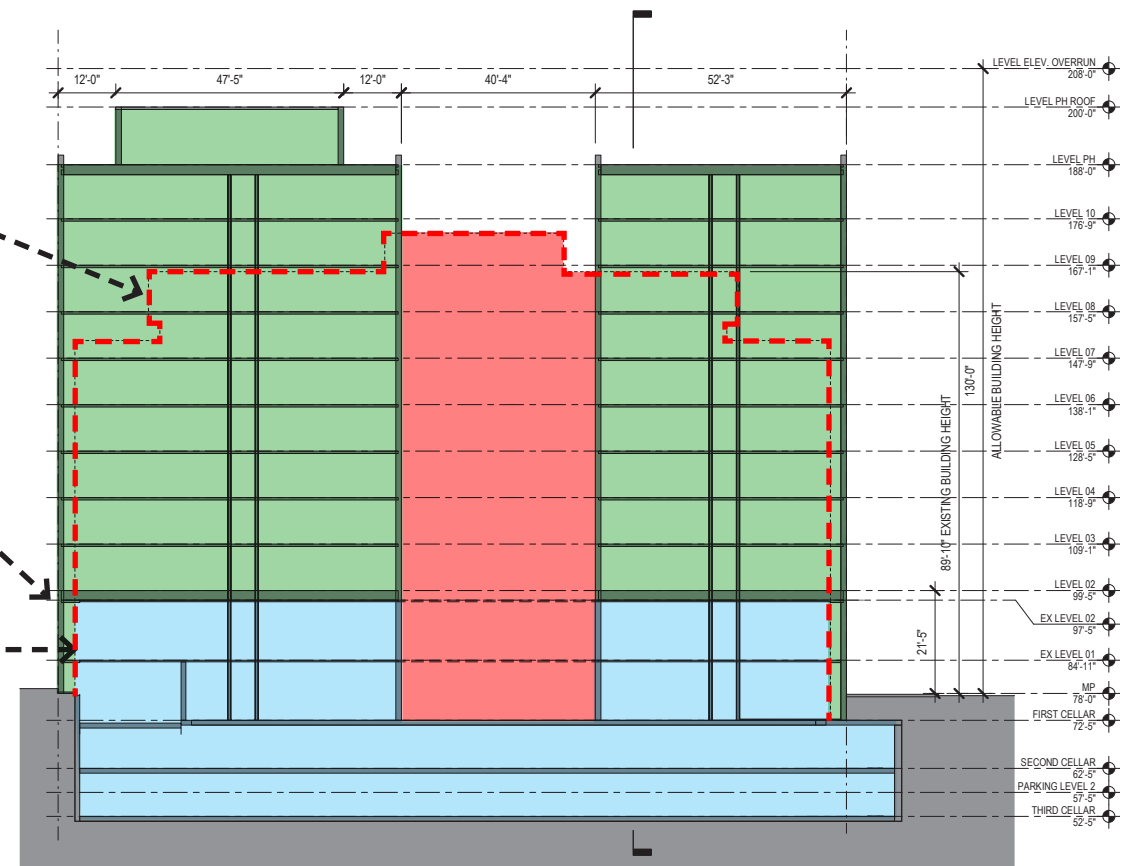 12'-0"
47'-5"
12'-0"
40'-4"
52'-3"
LEVEL ELEV. OVERRUN
208'-0"
LEVEL PH ROOF
200'-0"
LEVEL PH
188'-0"
LEVEL 10
176'-9"
LEVEL 09
167'-1"
LEVEL 08
157'-5"
LEVEL 07
147'-9"
LEVEL 06
138'-1"
LEVEL 05
128'-5"
LEVEL 04
118'-9"
LEVEL 03
109'-1"
LEVEL 02
99'-5"
EX LEVEL 02
97'-5"
EX LEVEL 01
84'-11"
MP
78'-0"
FIRST CELLAR
72'-5"
SECOND CELLAR
62'-5"
PARKING LEVEL 2
57'-5"
THIRD CELLAR
52'-5"
21'-5"
89'-10" EXISTING BUILDING HEIGHT
130'-0"
ALLOWABLE BUILDING HEIGHT